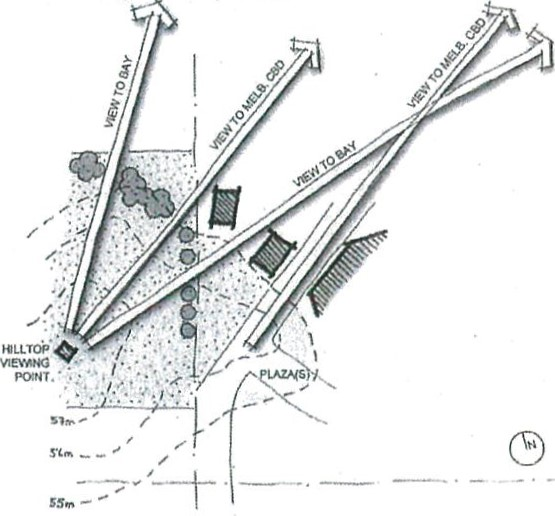 VIEW TO BAY
VIEW TO MELB. CBD
VIEW TO BAY
VIEW TO MELB. CBD
HILLTOP
VIEWING
POINT.
PLAZA(S)
57m
56m
55m
N